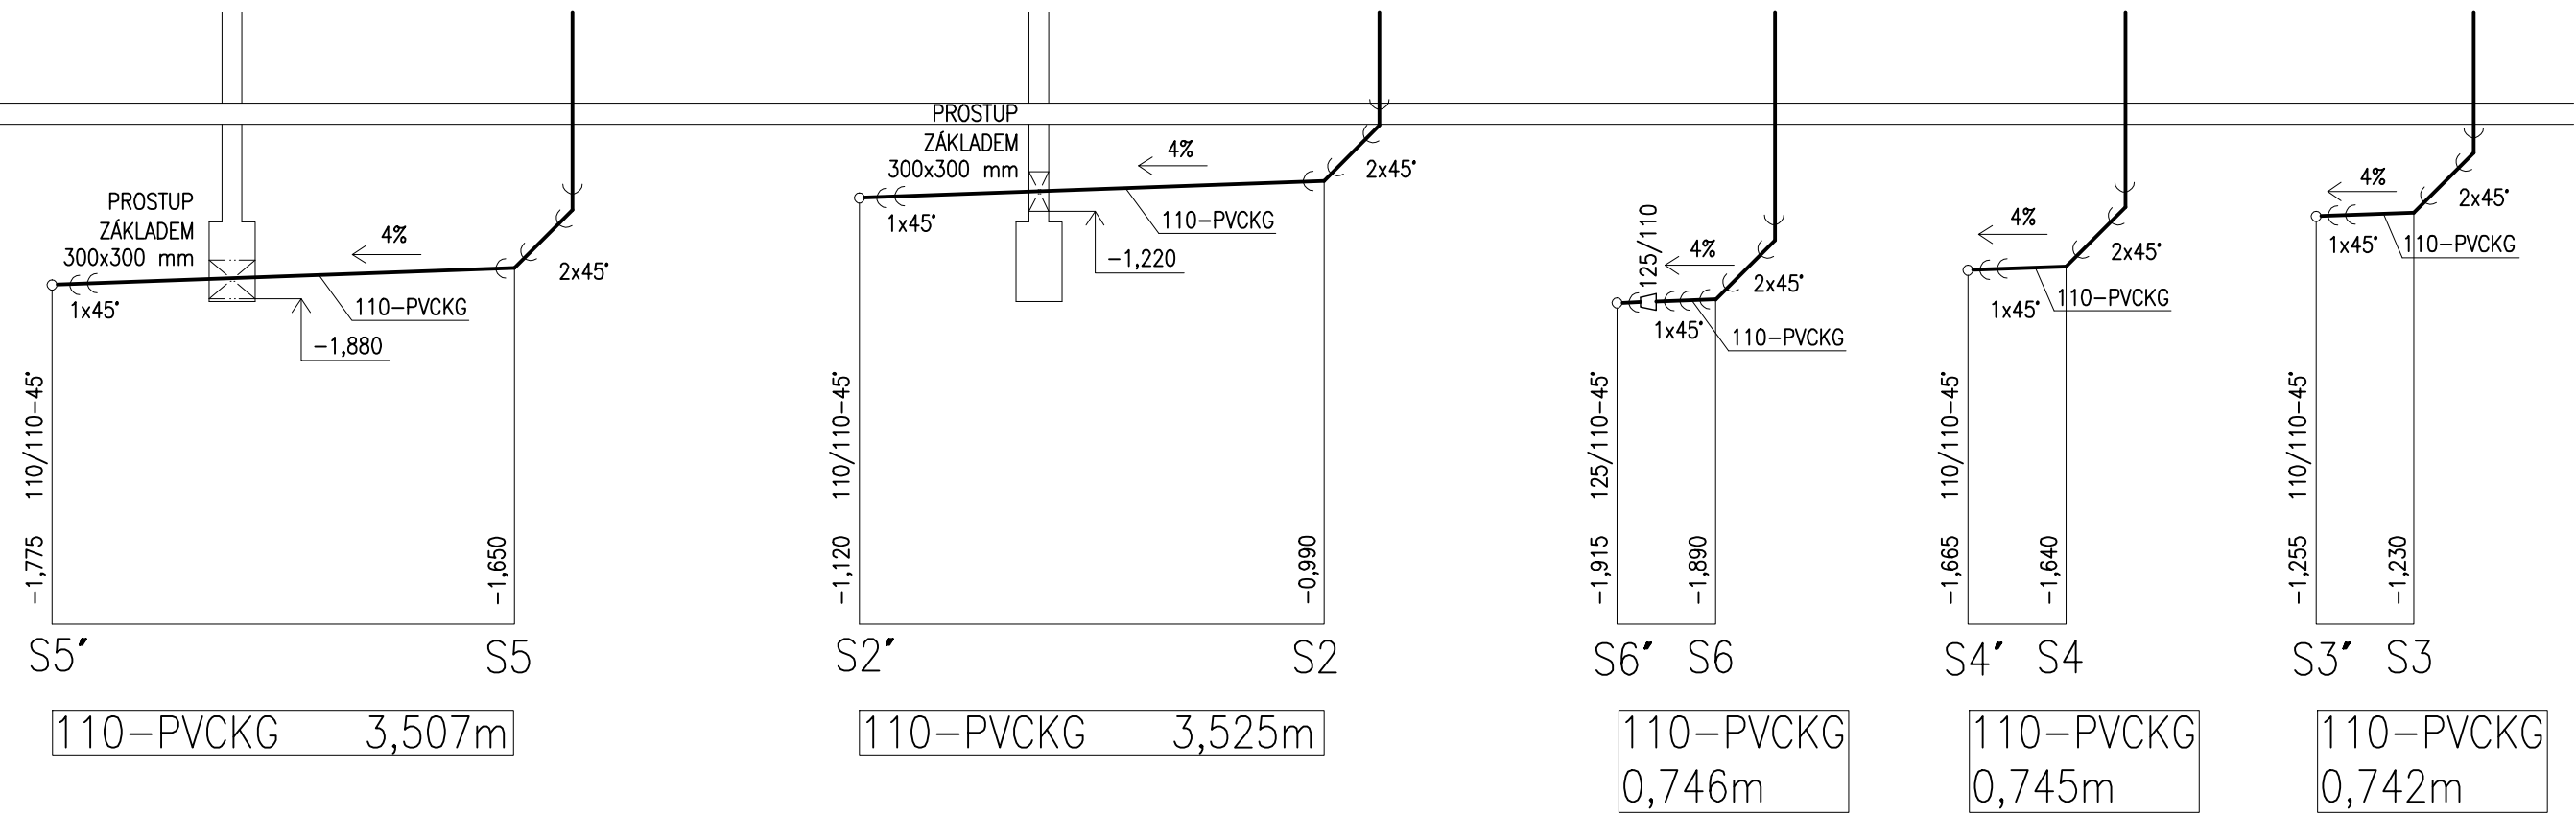 PROSTUP
ZÁKLADEM
300x300 mm
4%
2x45°
1x45°
110-PVCKG
-1,880
110/110-45°
-1,775
-1,650
S5'
S5
110-PVCKG 3,507m
PROSTUP
ZÁKLADEM
300x300 mm
4%
2x45°
1x45°
110-PVCKG
-1,220
110/110-45°
-1,120
-0,990
S2'
S2
110-PVCKG 3,525m
125/110
4%
2x45°
1x45°
110-PVCKG
125/110-45°
-1,915
-1,890
S6'
S6
110-PVCKG
0,746m
4%
2x45°
1x45°
110-PVCKG
110/110-45°
-1,665
-1,640
S4'
S4
110-PVCKG
0,745m
4%
2x45°
1x45°
110-PVCKG
110/110-45°
-1,255
-1,230
S3'
S3
110-PVCKG
0,742m